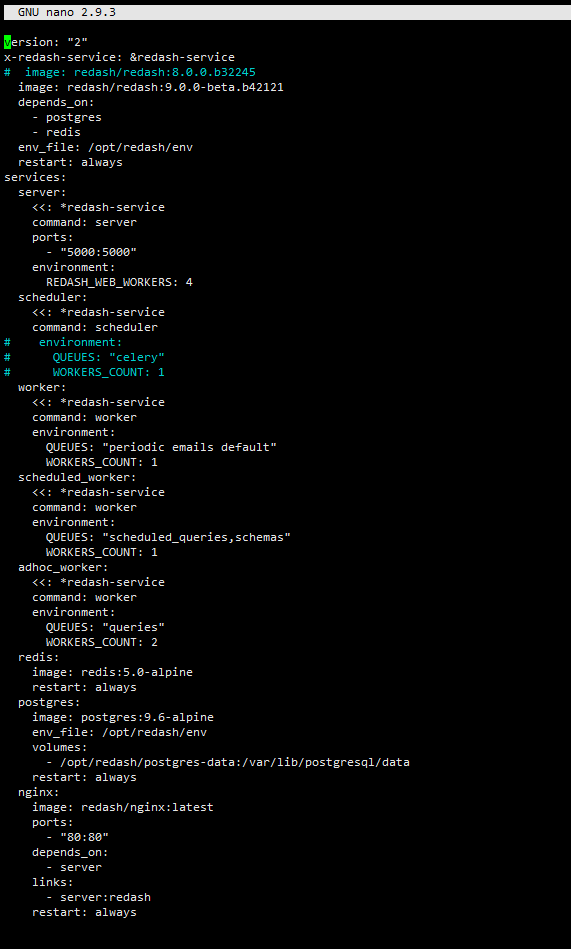 GNU nano 2.9.3
version: "2"
x-redash-service: &redash-service
#  image: redash/redash:8.0.0.b32245
  image: redash/redash:9.0.0-beta.b42121
  depends_on:
    - postgres
    - redis
  env_file: /opt/redash/env
  restart: always
services:
  server:
    <<: *redash-service
    command: server
    ports:
      - "5000:5000"
    environment:
      REDASH_WEB_WORKERS: 4
  scheduler:
    <<: *redash-service
    command: scheduler
#    environment:
#      QUEUES: "celery"
#      WORKERS_COUNT: 1
  worker:
    <<: *redash-service
    command: worker
    environment:
      QUEUES: "periodic emails default"
      WORKERS_COUNT: 1
  scheduled_worker:
    <<: *redash-service
    command: worker
    environment:
      QUEUES: "scheduled_queries,schemas"
      WORKERS_COUNT: 1
  adhoc_worker:
    <<: *redash-service
    command: worker
    environment:
      QUEUES: "queries"
      WORKERS_COUNT: 2
  redis:
    image: redis:5.0-alpine
    restart: always
  postgres:
    image: postgres:9.6-alpine
    env_file: /opt/redash/env
    volumes:
      - /opt/redash/postgres-data:/var/lib/postgresql/data
    restart: always
  nginx:
    image: redash/nginx:latest
    ports:
      - "80:80"
    depends_on:
      - server
    links:
      - server:redash
    restart: always